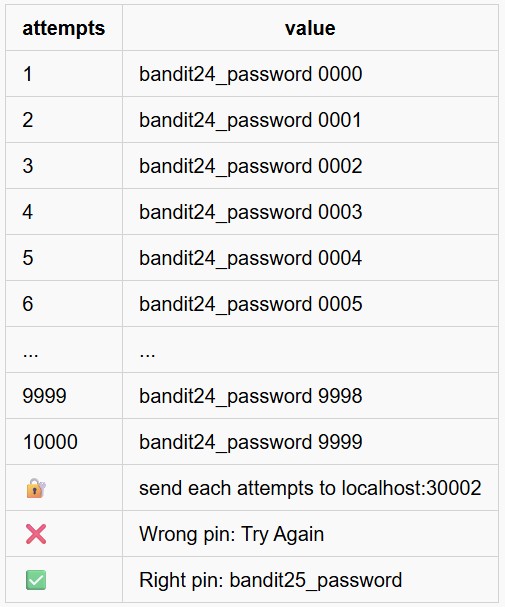 attempts value
1 bandit24_password 0000
2 bandit24_password 0001
3 bandit24_password 0002
4 bandit24_password 0003
5 bandit24_password 0004
6 bandit24_password 0005
... ...
9999 bandit24_password 9998
10000 bandit24_password 9999
🔐 send each attempts to localhost:30002
❌ Wrong pin: Try Again
✅ Right pin: bandit25_password